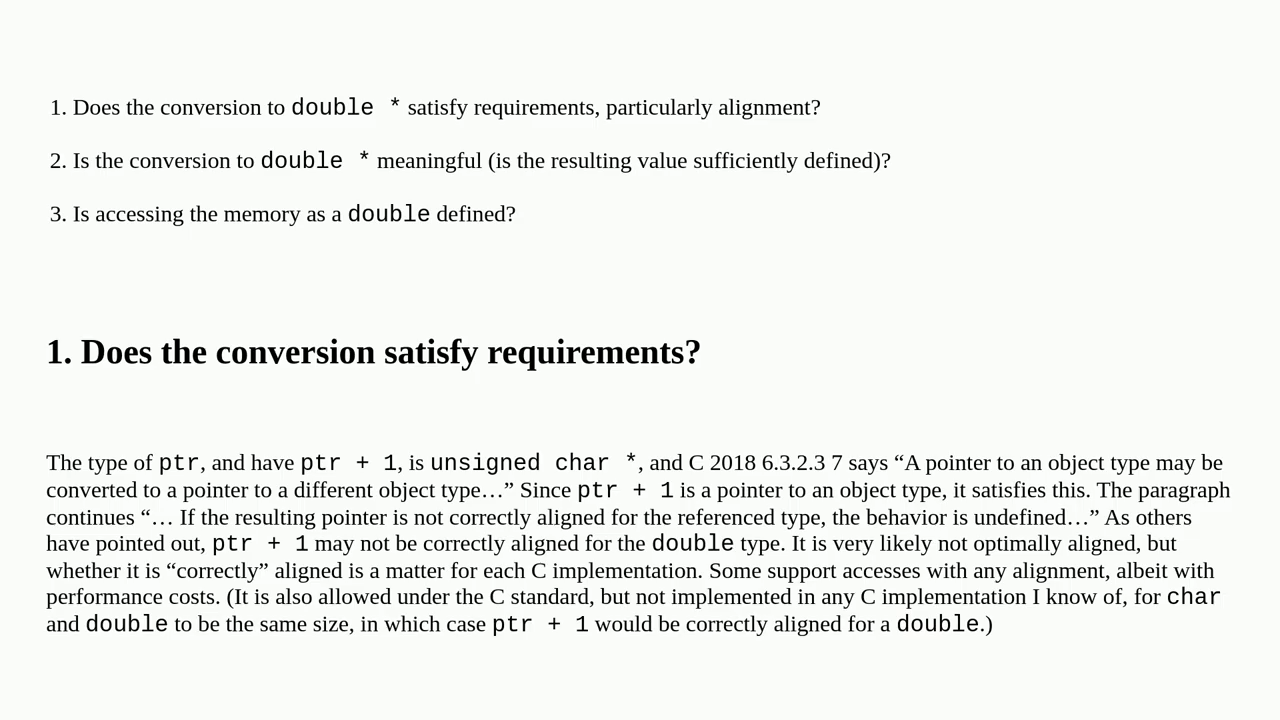 1. Does the conversion to double * satisfy requirements, particularly alignment?
2. Is the conversion to double * meaningful (is the resulting value sufficiently defined)?
3. Is accessing the memory as a double defined?
1. Does the conversion satisfy requirements?
The type of ptr, and have ptr + 1, is unsigned char *, and C 2018 6.3.2.3 7 says “A pointer to an object type may be
converted to a pointer to a different object type…” Since ptr + 1 is a pointer to an object type, it satisfies this. The paragraph
continues “… If the resulting pointer is not correctly aligned for the referenced type, the behavior is undefined…” As others
have pointed out, ptr + 1 may not be correctly aligned for the double type. It is very likely not optimally aligned, but
whether it is “correctly” aligned is a matter for each C implementation. Some support accesses with any alignment, albeit with
performance costs. (It is also allowed under the C standard, but not implemented in any C implementation I know of, for char
and double to be the same size, in which case ptr + 1 would be correctly aligned for a double.)